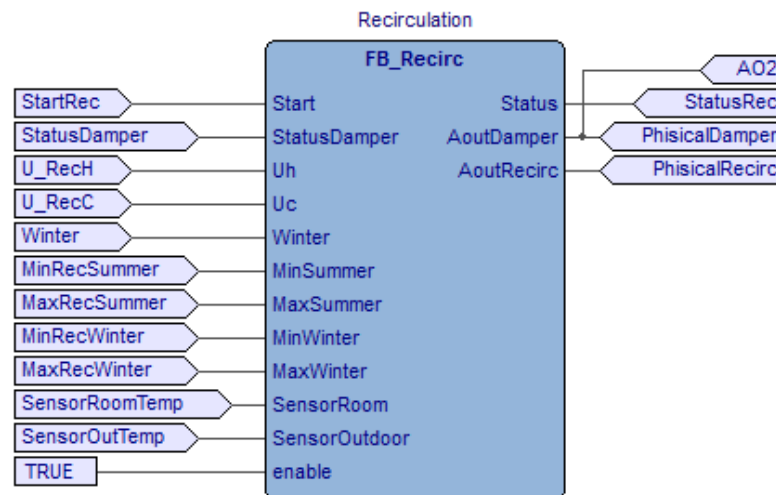 Recirculation
FB_Recirc
AO2
StartRec Start Status StatusRec
StatusDamper StatusDamper AoutDamper PhisicalDamper
U_RecH Uh AoutRecirc PhisicalRecirc
U_RecC Uc
Winter Winter
MinRecSummer MinSummer
MaxRecSummer MaxSummer
MinRecWinter MinWinter
MaxRecWinter MaxWinter
SensorRoomTemp SensorRoom
SensorOutTemp SensorOutdoor
TRUE enable